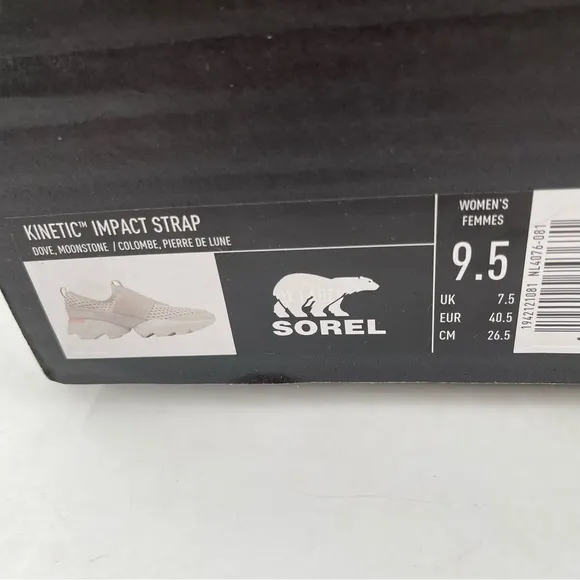 KINETIC™ IMPACT STRAP
DOVE, MOONSTONE / COLOMBE, PIERRE DE LUNE
SOREL
WOMEN'S
FEMMES
9.5
UK 7.5
EUR 40.5
CM 26.5
1942121081 NL4076-081